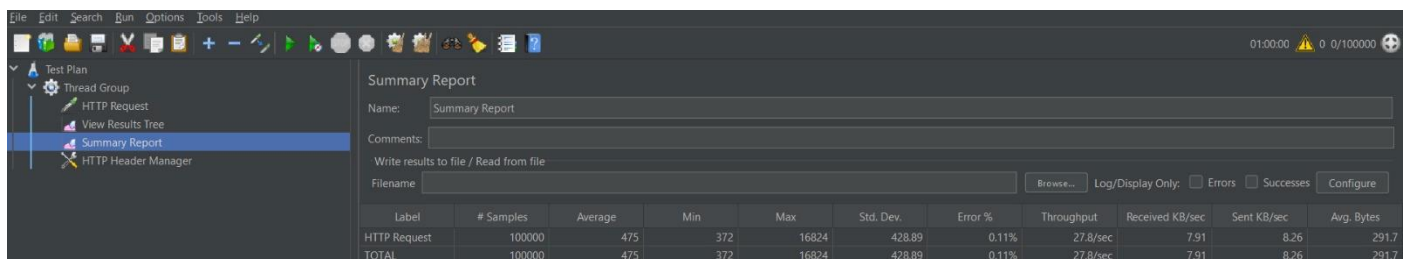 File Edit Search Run Options Tools Help
01:00:00 0 0/100000
Test Plan
Thread Group
HTTP Request
View Results Tree
Summary Report
HTTP Header Manager
Summary Report
Name: Summary Report
Comments:
Write results to file / Read from file
Filename Browse... Log/Display Only: Errors Successes Configure
Label # Samples Average Min Max Std. Dev. Error % Throughput Received KB/sec Sent KB/sec Avg. Bytes
HTTP Request 100000 475 372 16824 428.89 0.11% 27.8/sec 7.91 8.26 291.7
TOTAL 100000 475 372 16824 428.89 0.11% 27.8/sec 7.91 8.26 291.7